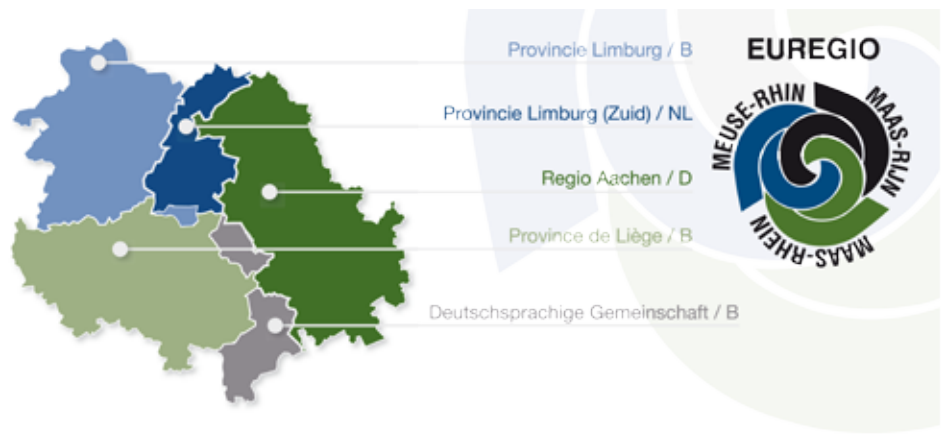 Provincie Limburg / B
Provincie Limburg (Zuid) / NL
Regio Aachen / D
Province de Liège / B
Deutschsprachige Gemeinschaft / B
EUREGIO
MEUSE-RHIN
MAAS-RIJN
MAAS-RHEIN